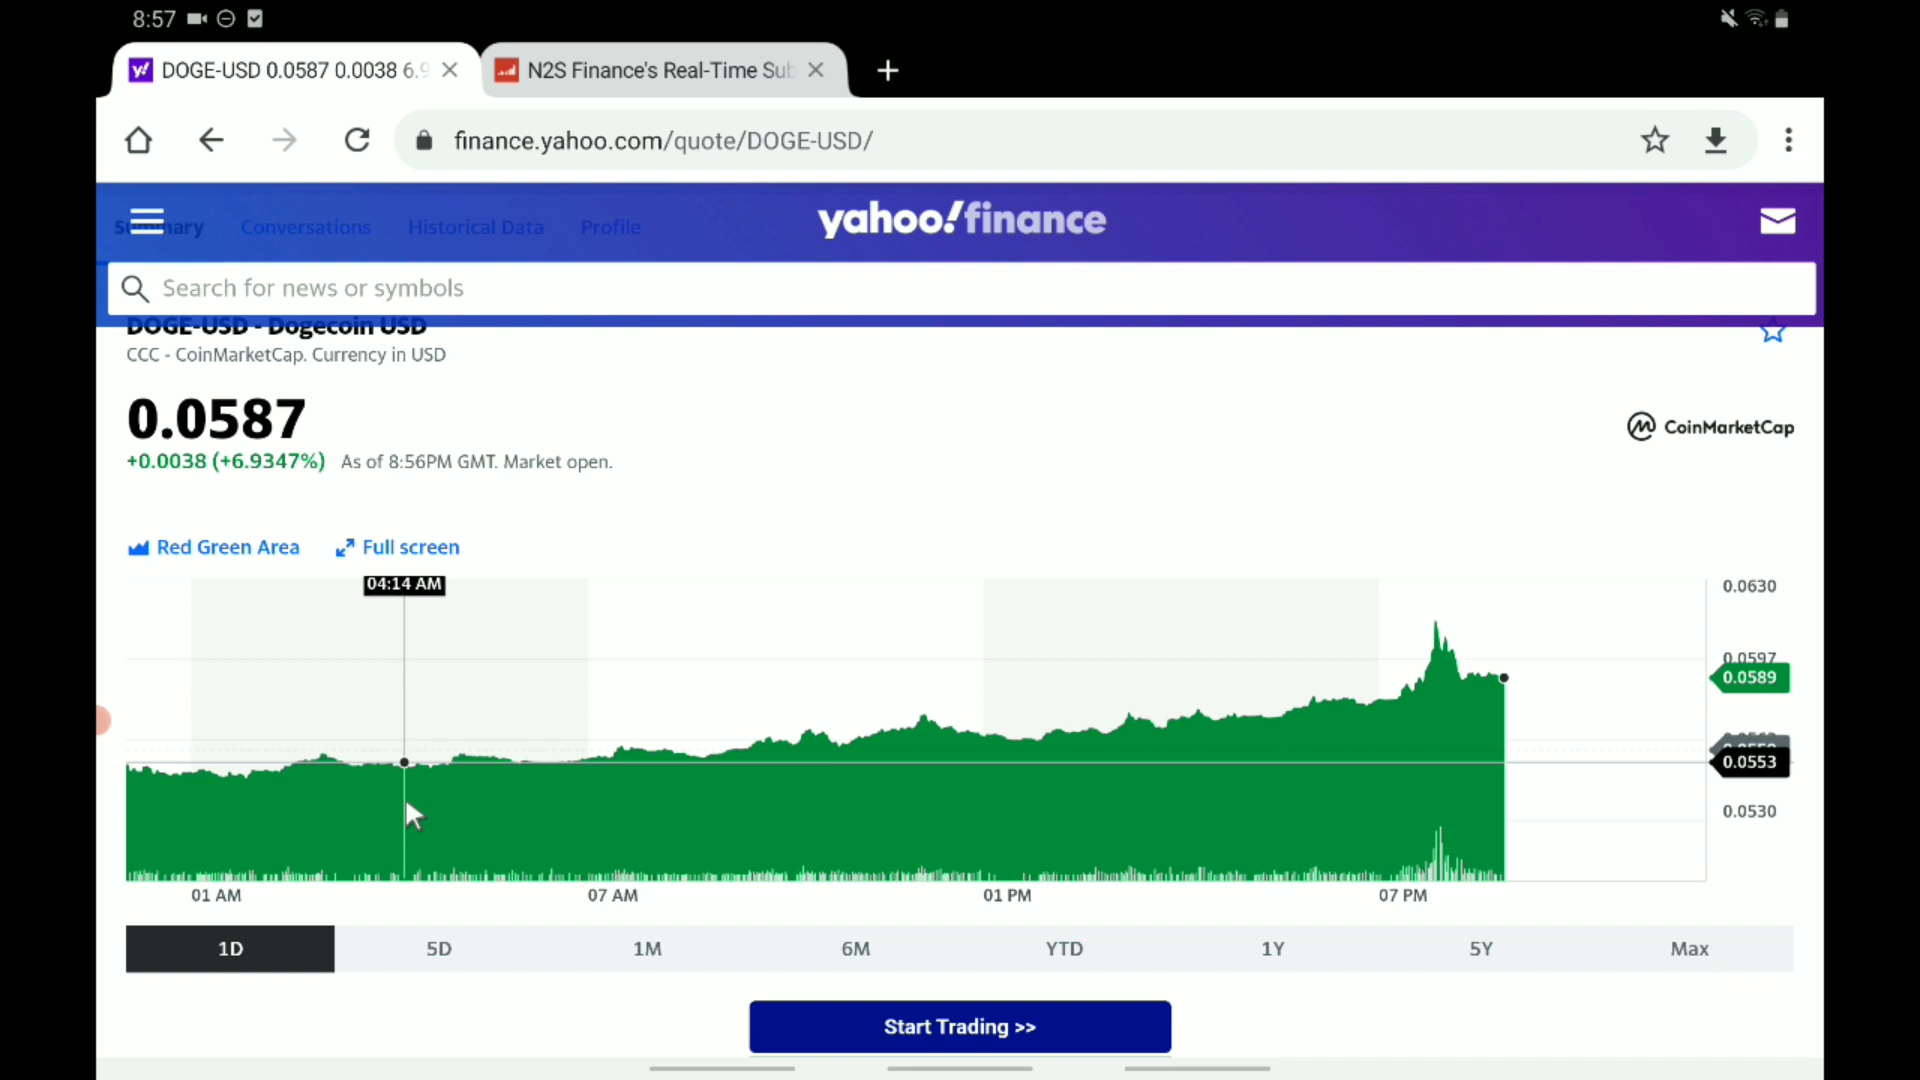 8:57
DOGE-USD 0.0587 0.0038 6.9
N2S Finance's Real-Time Sub
finance.yahoo.com/quote/DOGE-USD/
Summary Conversations Historical Data Profile
yahoo!finance
Search for news or symbols
DOGE-USD - Dogecoin USD
CCC - CoinMarketCap. Currency in USD
0.0587
CoinMarketCap
+0.0038 (+6.9347%) As of 8:56PM GMT. Market open.
Red Green Area Full screen
04:14 AM
0.0630
0.0597
0.0589
0.0553
0.0530
01 AM 07 AM 01 PM 07 PM
1D 5D 1M 6M YTD 1Y 5Y Max
Start Trading >>